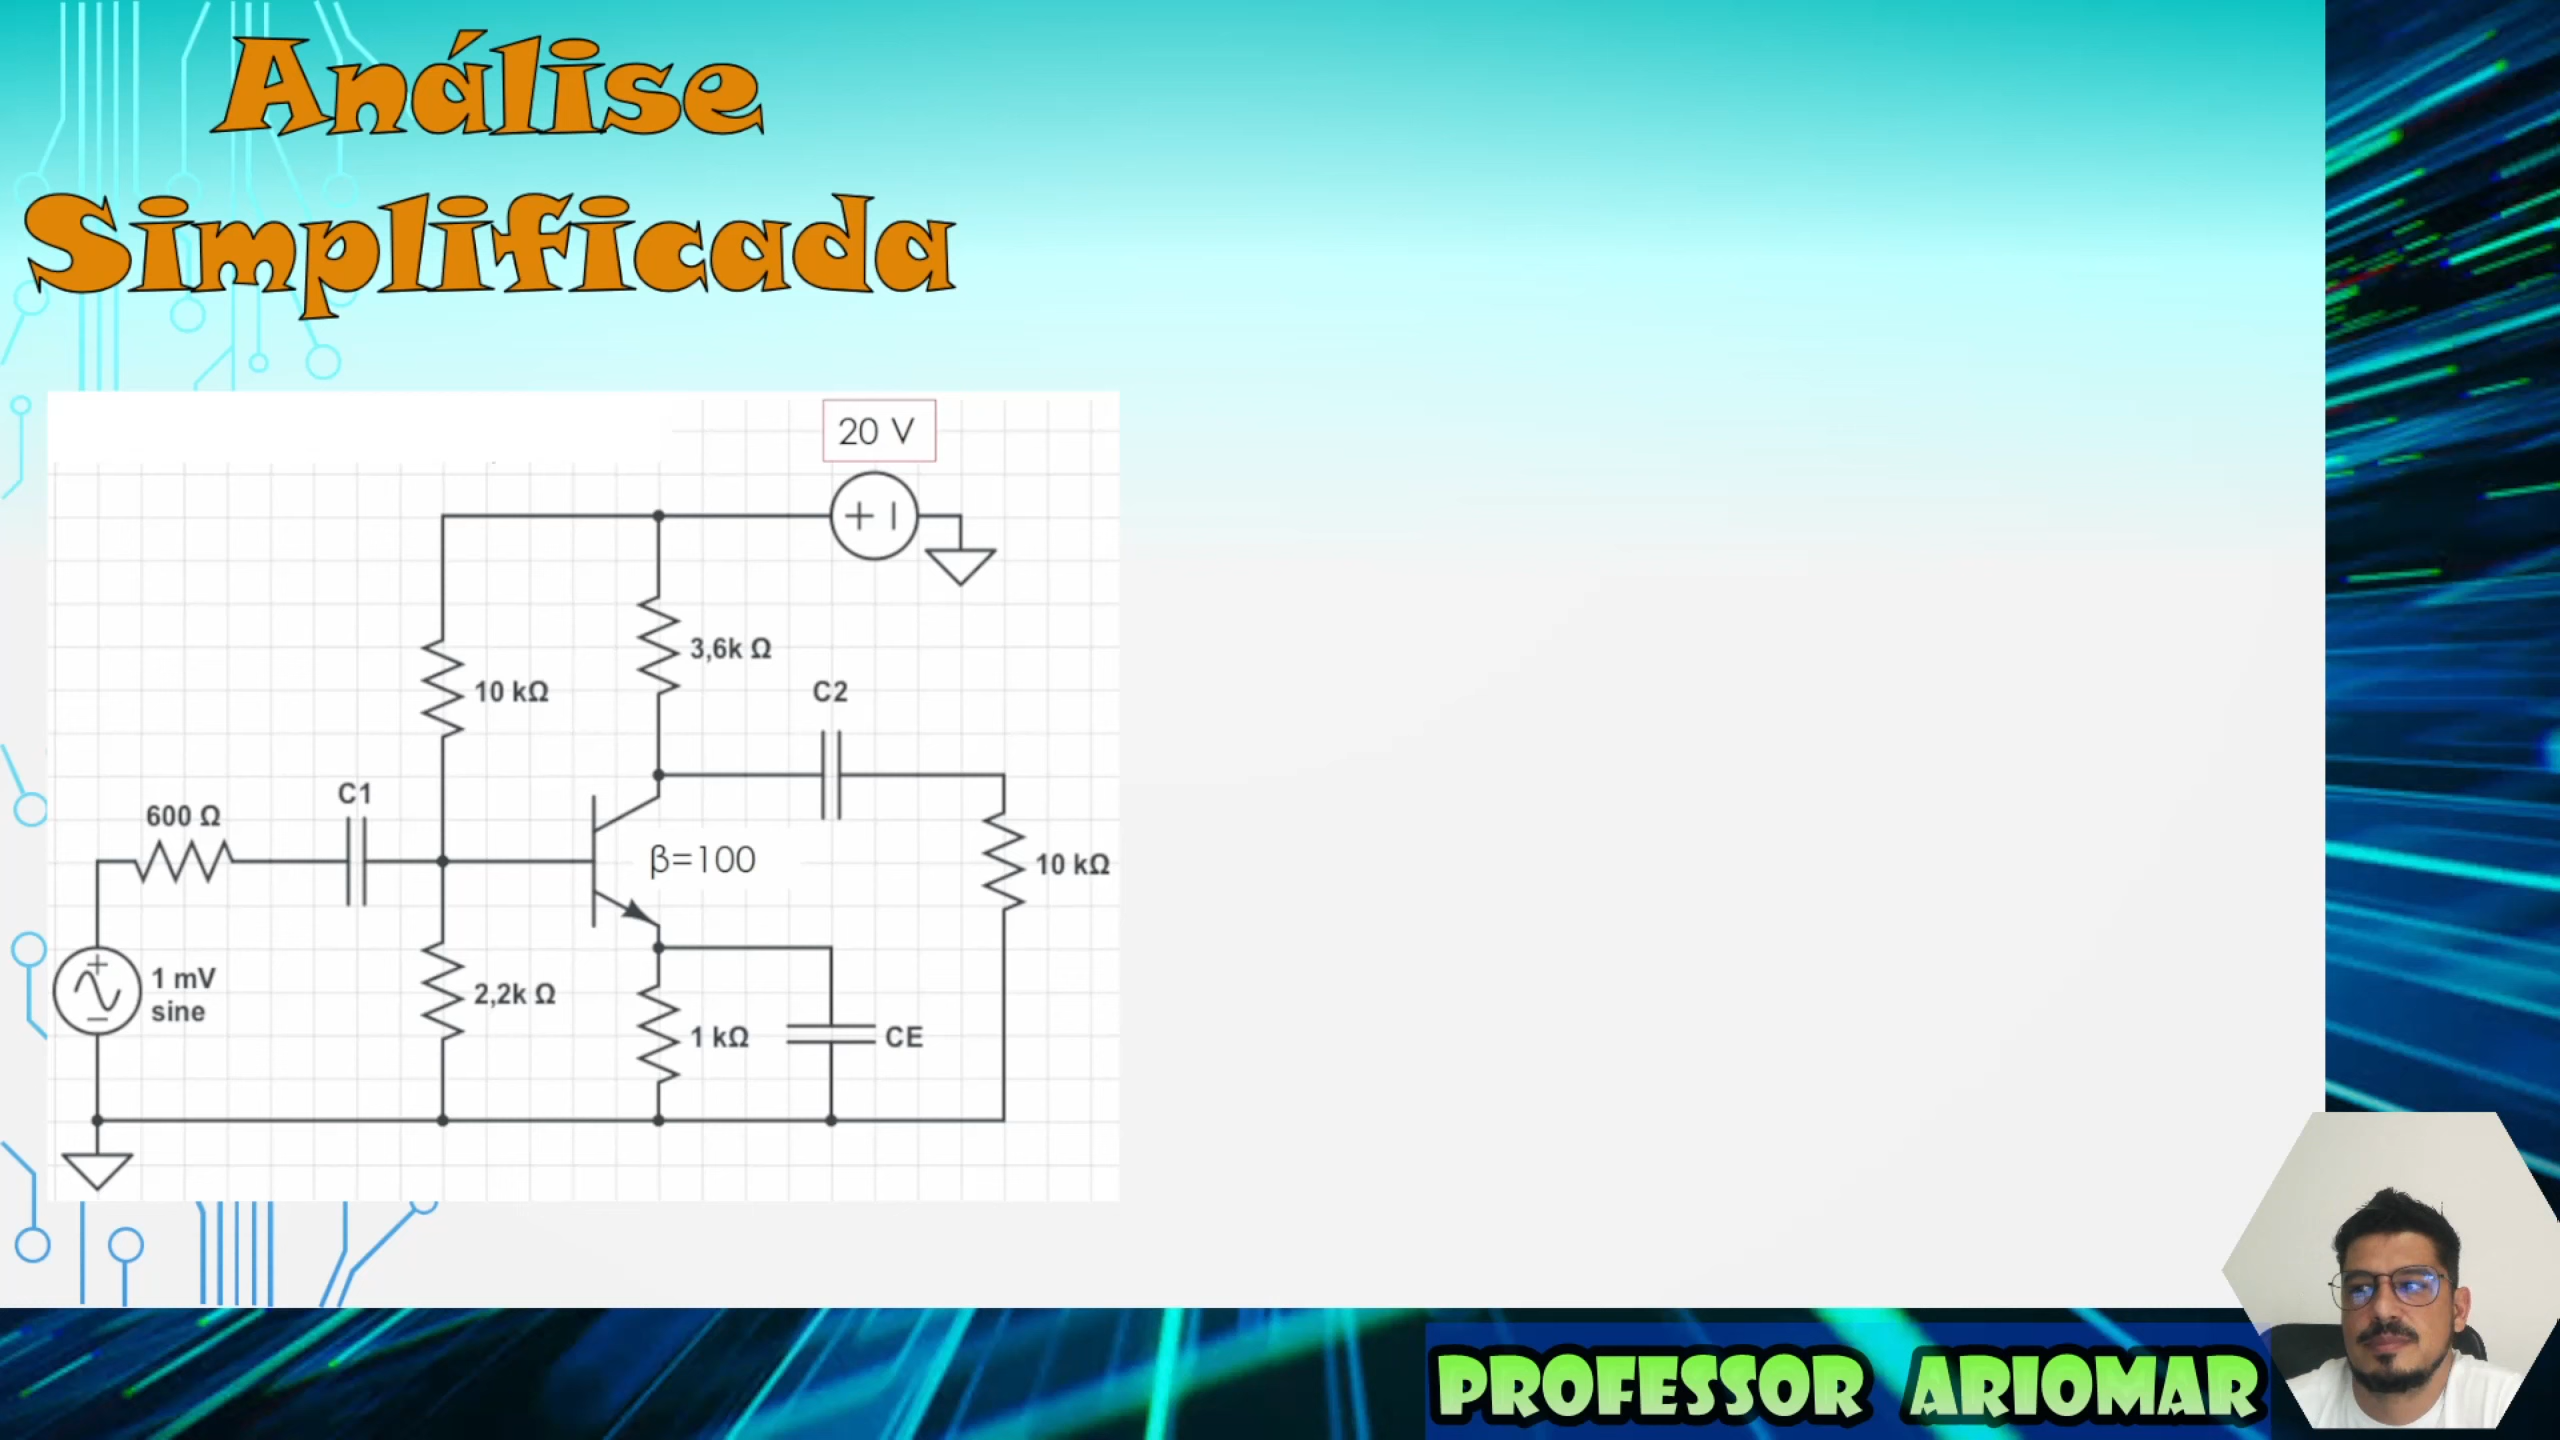 Análise
Simplificada
20 V
3,6k Ω
10 kΩ
C2
C1
600 Ω
β=100
10 kΩ
1 mV
sine
2,2k Ω
1 kΩ
CE
PROFESSOR ARIOMAR